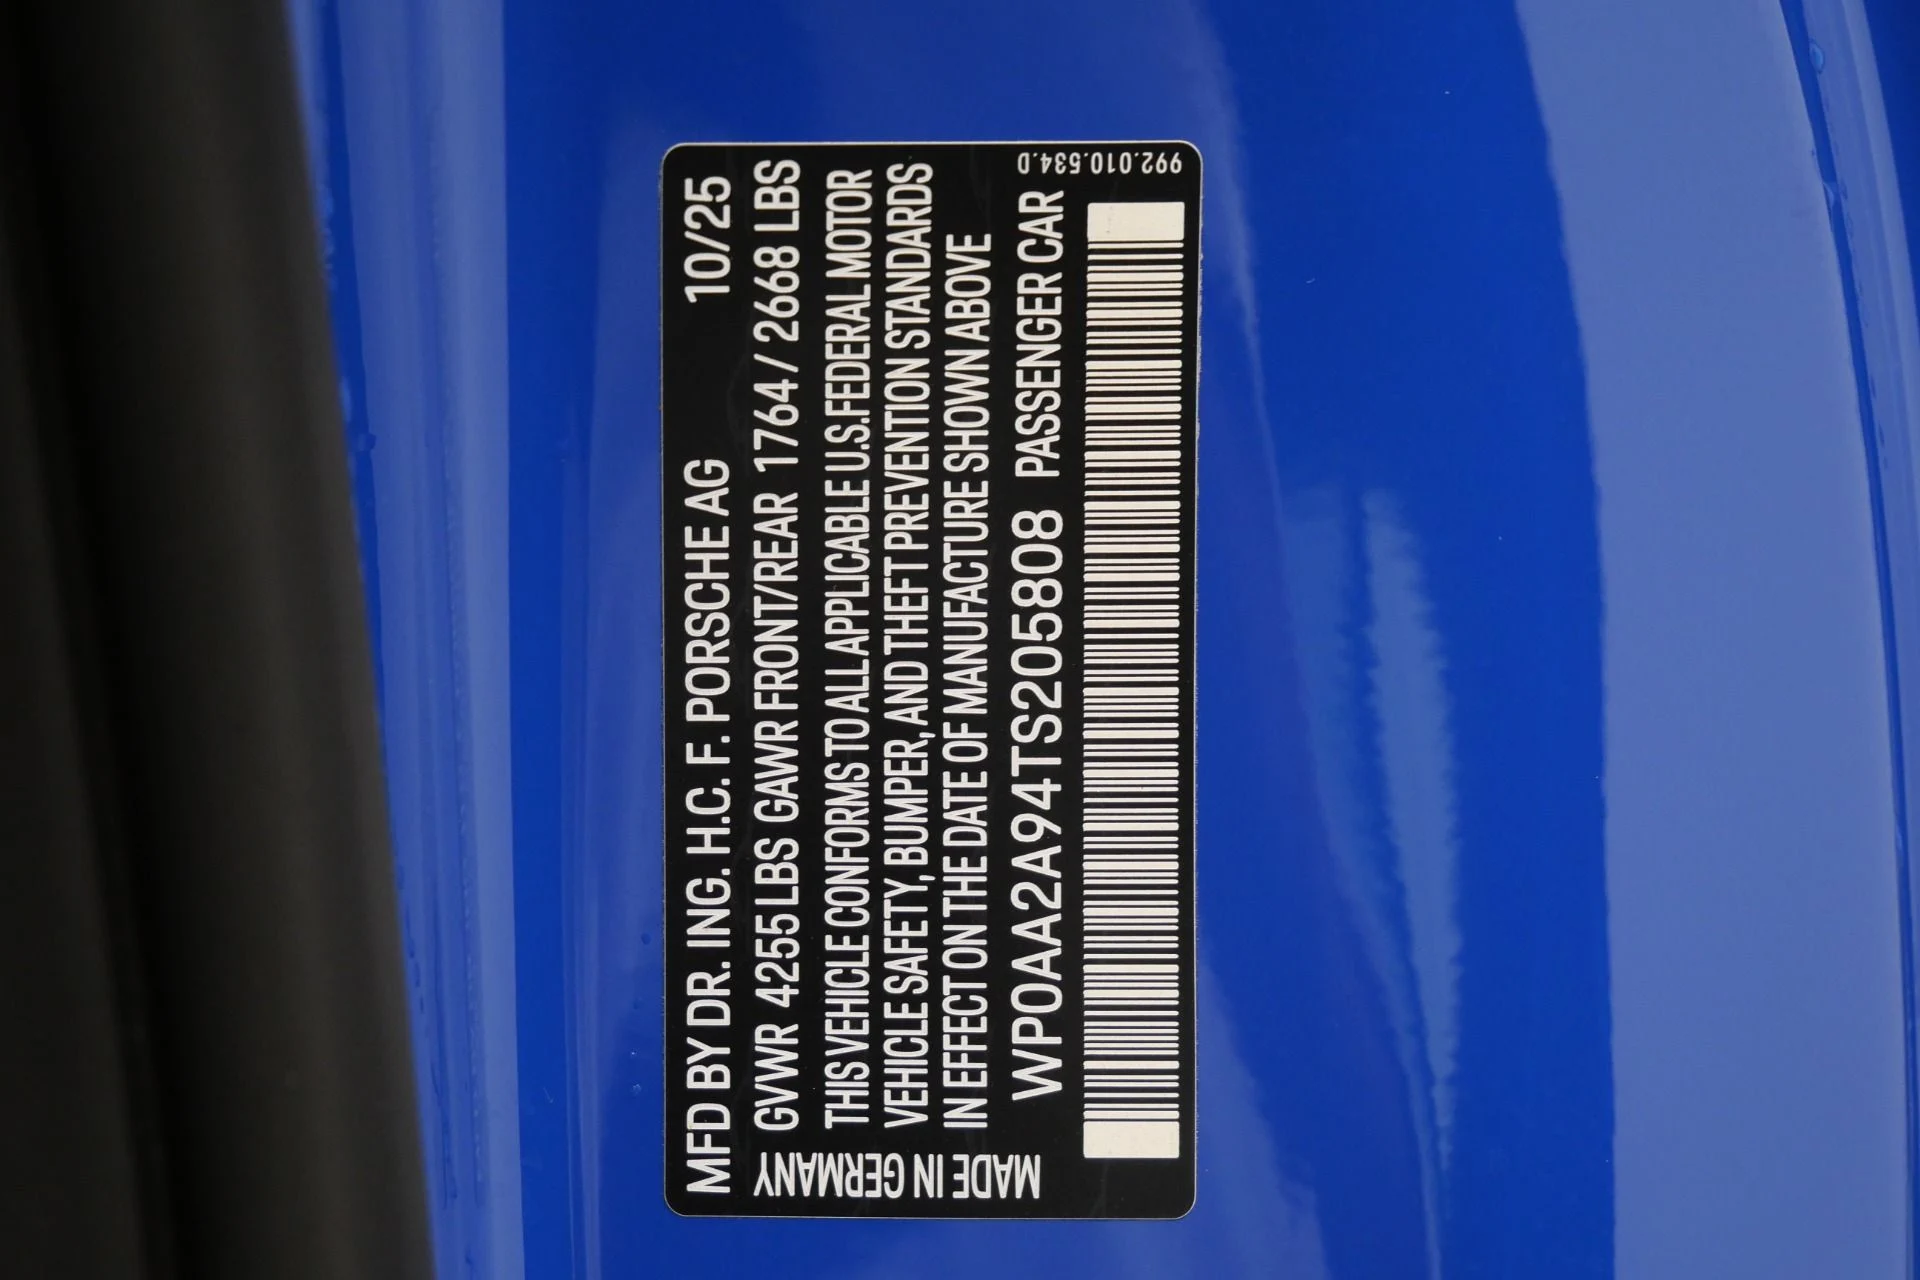 MFD BY DR. ING. H.C. F. PORSCHE AG 10/25
GVWR 4255 LBS GAWR FRONT/REAR 1764 / 2668 LBS
THIS VEHICLE CONFORMS TO ALL APPLICABLE U.S. FEDERAL MOTOR
VEHICLE SAFETY, BUMPER, AND THEFT PREVENTION STANDARDS
IN EFFECT ON THE DATE OF MANUFACTURE SHOWN ABOVE
WP0AA2A94TS205808 PASSENGER CAR
MADE IN GERMANY
992.010.534.D